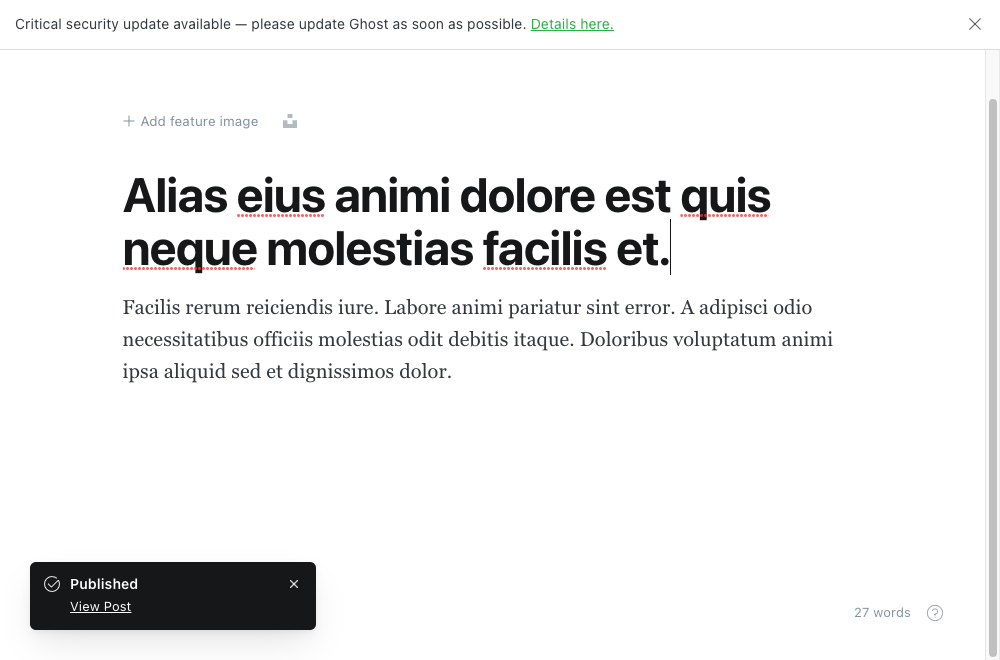 Critical security update available — please update Ghost as soon as possible. Details here.
Add feature image
Alias eius animi dolore est quis
neque molestias facilis et.
Facilis rerum reiciendis iure. Labore animi pariatur sint error. A adipisci odio
necessitatibus officiis molestias odit debitis itaque. Doloribus voluptatum animi
ipsa aliquid sed et dignissimos dolor.
Published
View Post
27 words